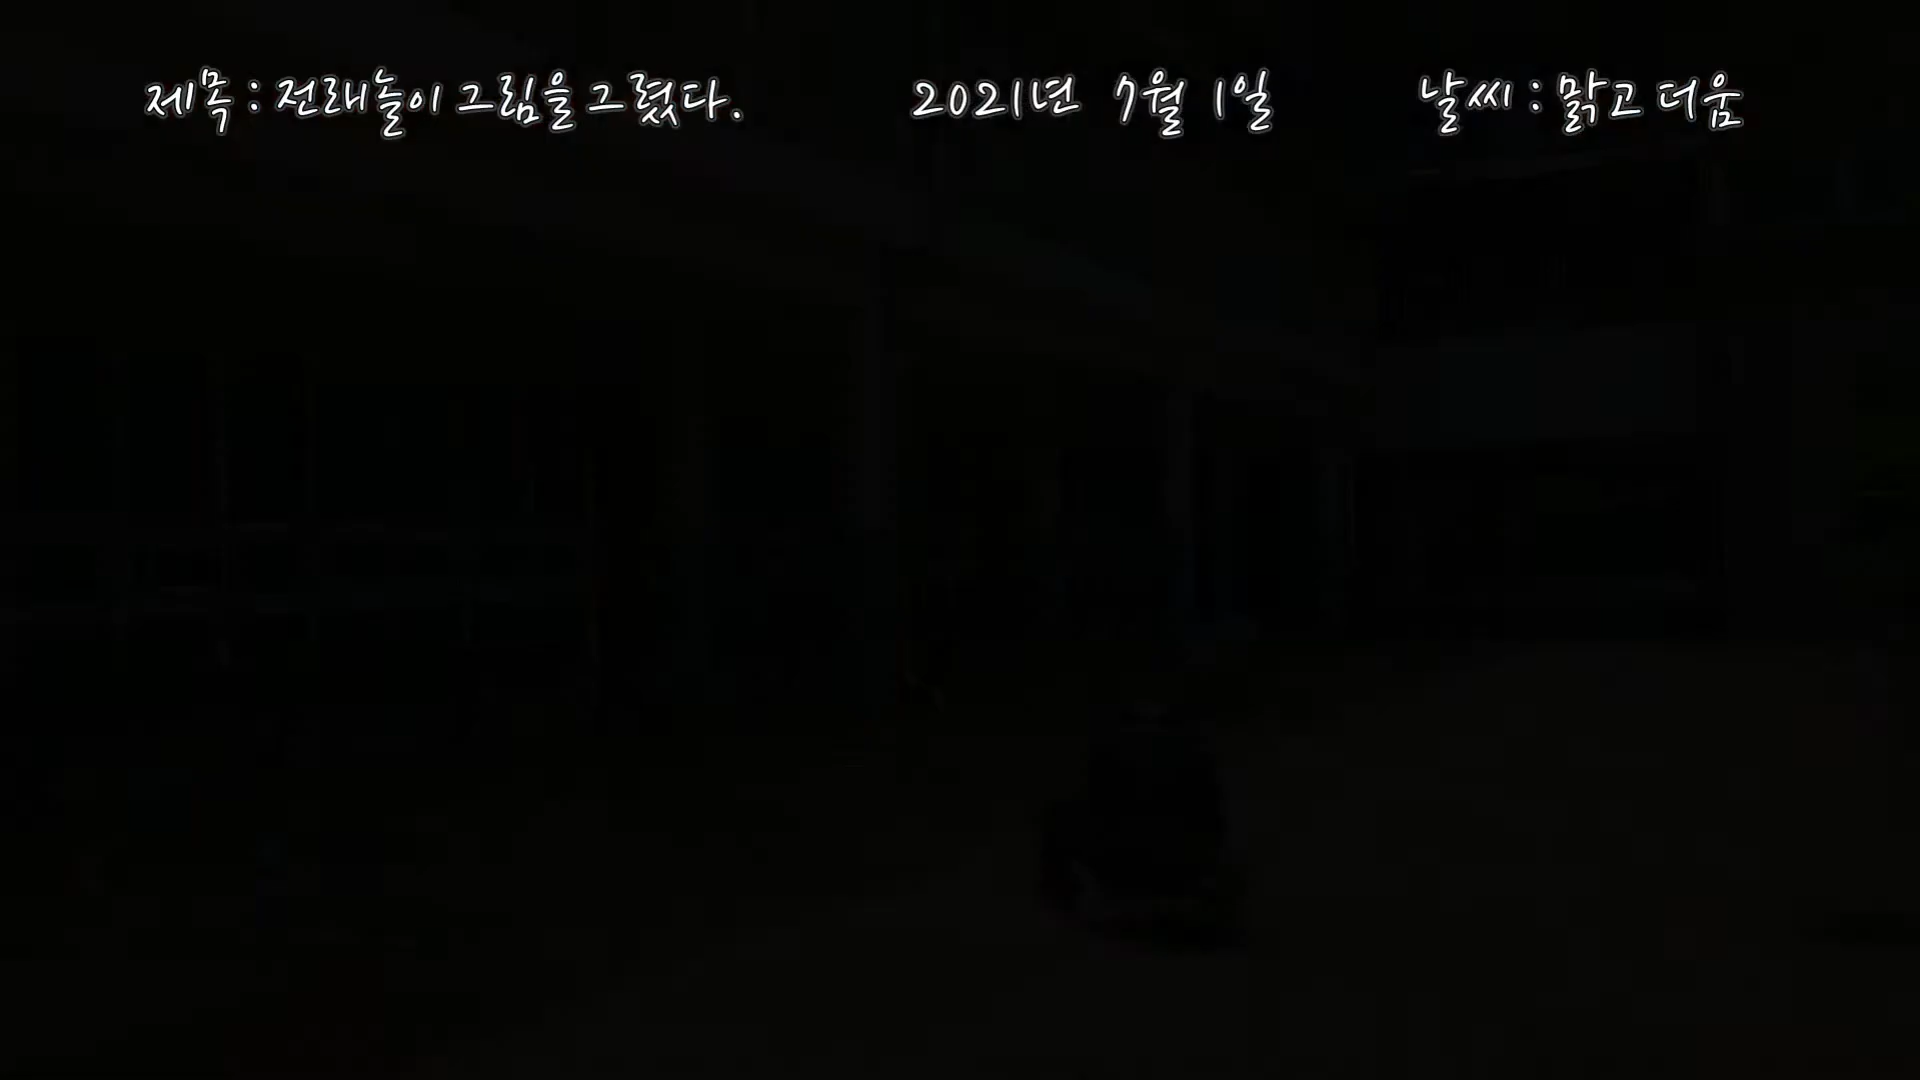 제목 : 전래놀이 그림을 그렸다. 2021년 7월 1일 날씨 : 맑고 더움